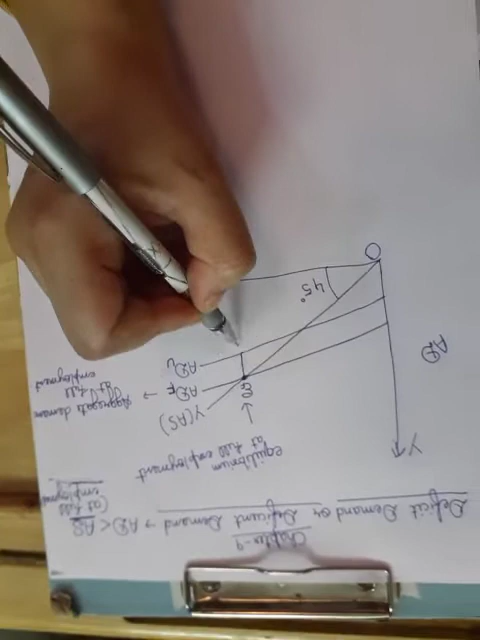 Chapter-9
Deficit Demand or Deficient Demand → AD < AS
(at full
employment)
AD
Y
O
45°
E
ADU
ADF → Aggregate demand
at full
employment
Y(AS)
equilibrium
at full employment